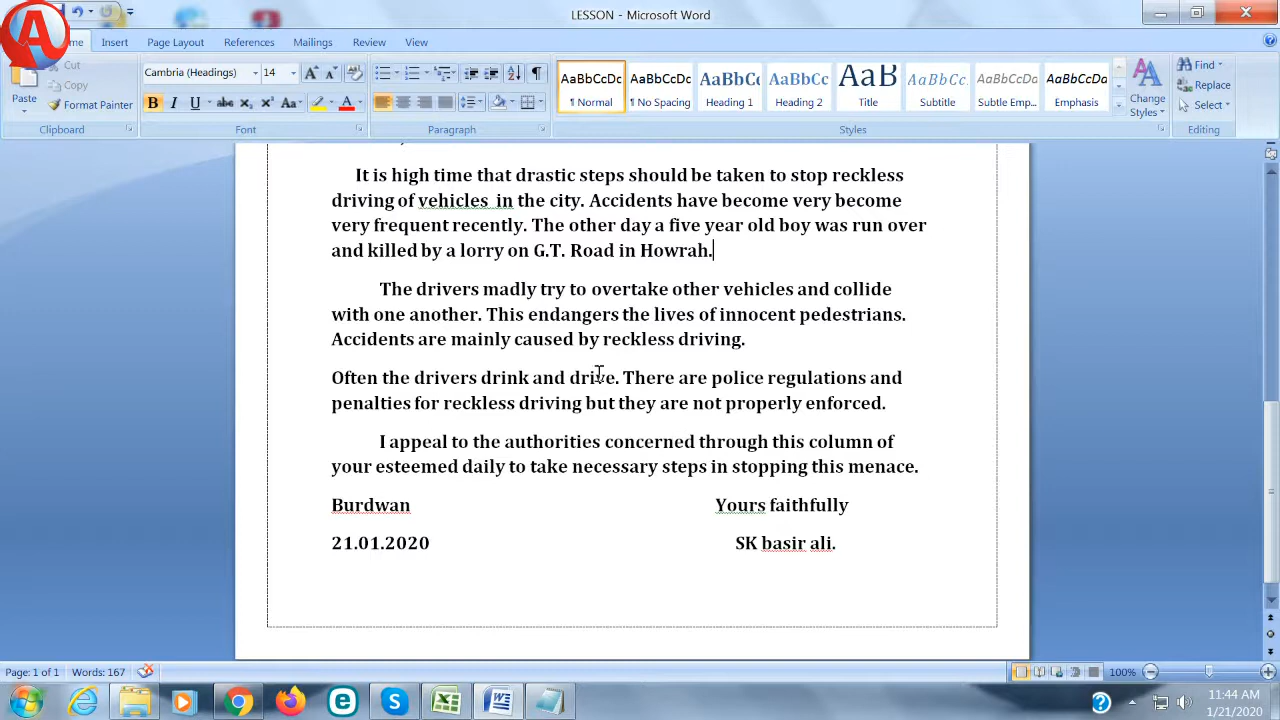 LESSON - Microsoft Word
Insert Page Layout References Mailings Review View
Cut
Copy
Paste
Format Painter
Clipboard
Cambria (Headings) 14
Font
Paragraph
AaBbCcDc AaBbCcDc AaBbCc AaBbCc AaB AaBbCc. AaBbCcDc AaBbCcDc
¶ Normal ¶ No Spacing Heading 1 Heading 2 Title Subtitle Subtle Emp... Emphasis
Change
Styles
Styles
Find
Replace
Select
Editing
It is high time that drastic steps should be taken to stop reckless
driving of vehicles in the city. Accidents have become very become
very frequent recently. The other day a five year old boy was run over
and killed by a lorry on G.T. Road in Howrah.
The drivers madly try to overtake other vehicles and collide
with one another. This endangers the lives of innocent pedestrians.
Accidents are mainly caused by reckless driving.
Often the drivers drink and drive. There are police regulations and
penalties for reckless driving but they are not properly enforced.
I appeal to the authorities concerned through this column of
your esteemed daily to take necessary steps in stopping this menace.
Burdwan Yours faithfully
21.01.2020 SK basir ali.
Page: 1 of 1 Words: 167 100%
11:44 AM
1/21/2020